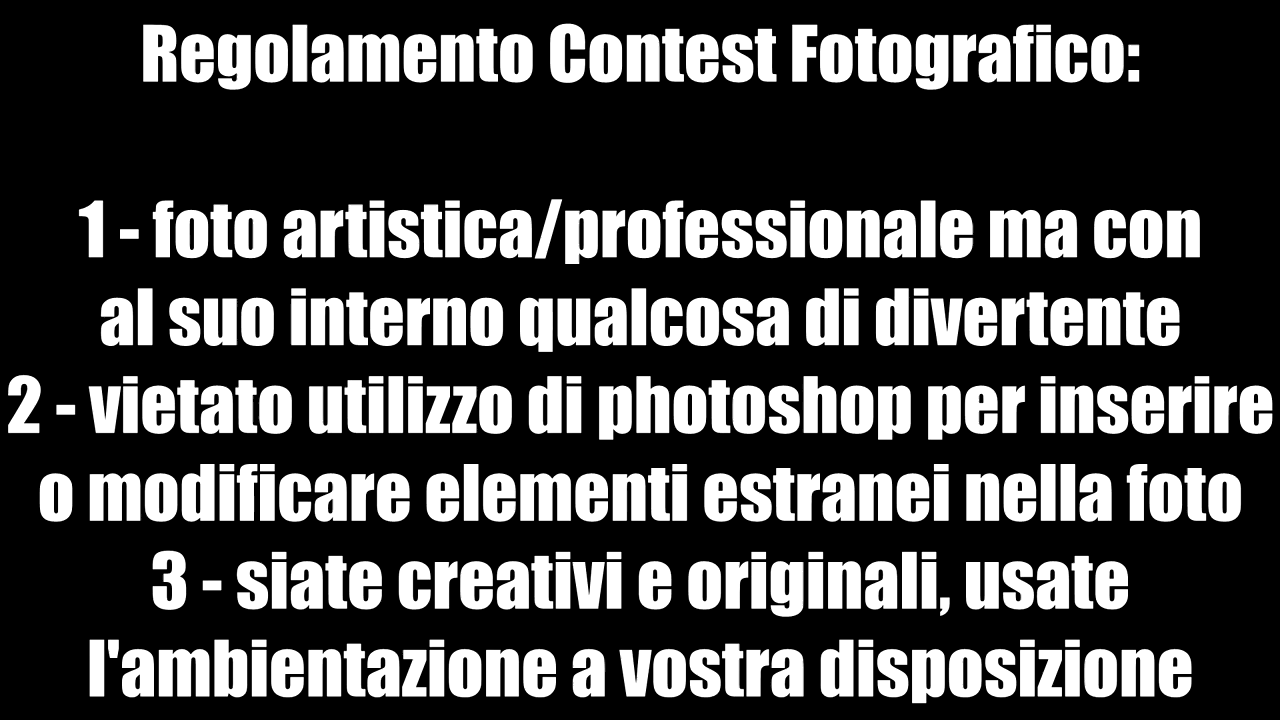 Regolamento Contest Fotografico:
1 - foto artistica/professionale ma con
al suo interno qualcosa di divertente
2 - vietato utilizzo di photoshop per inserire
o modificare elementi estranei nella foto
3 - siate creativi e originali, usate
l'ambientazione a vostra disposizione